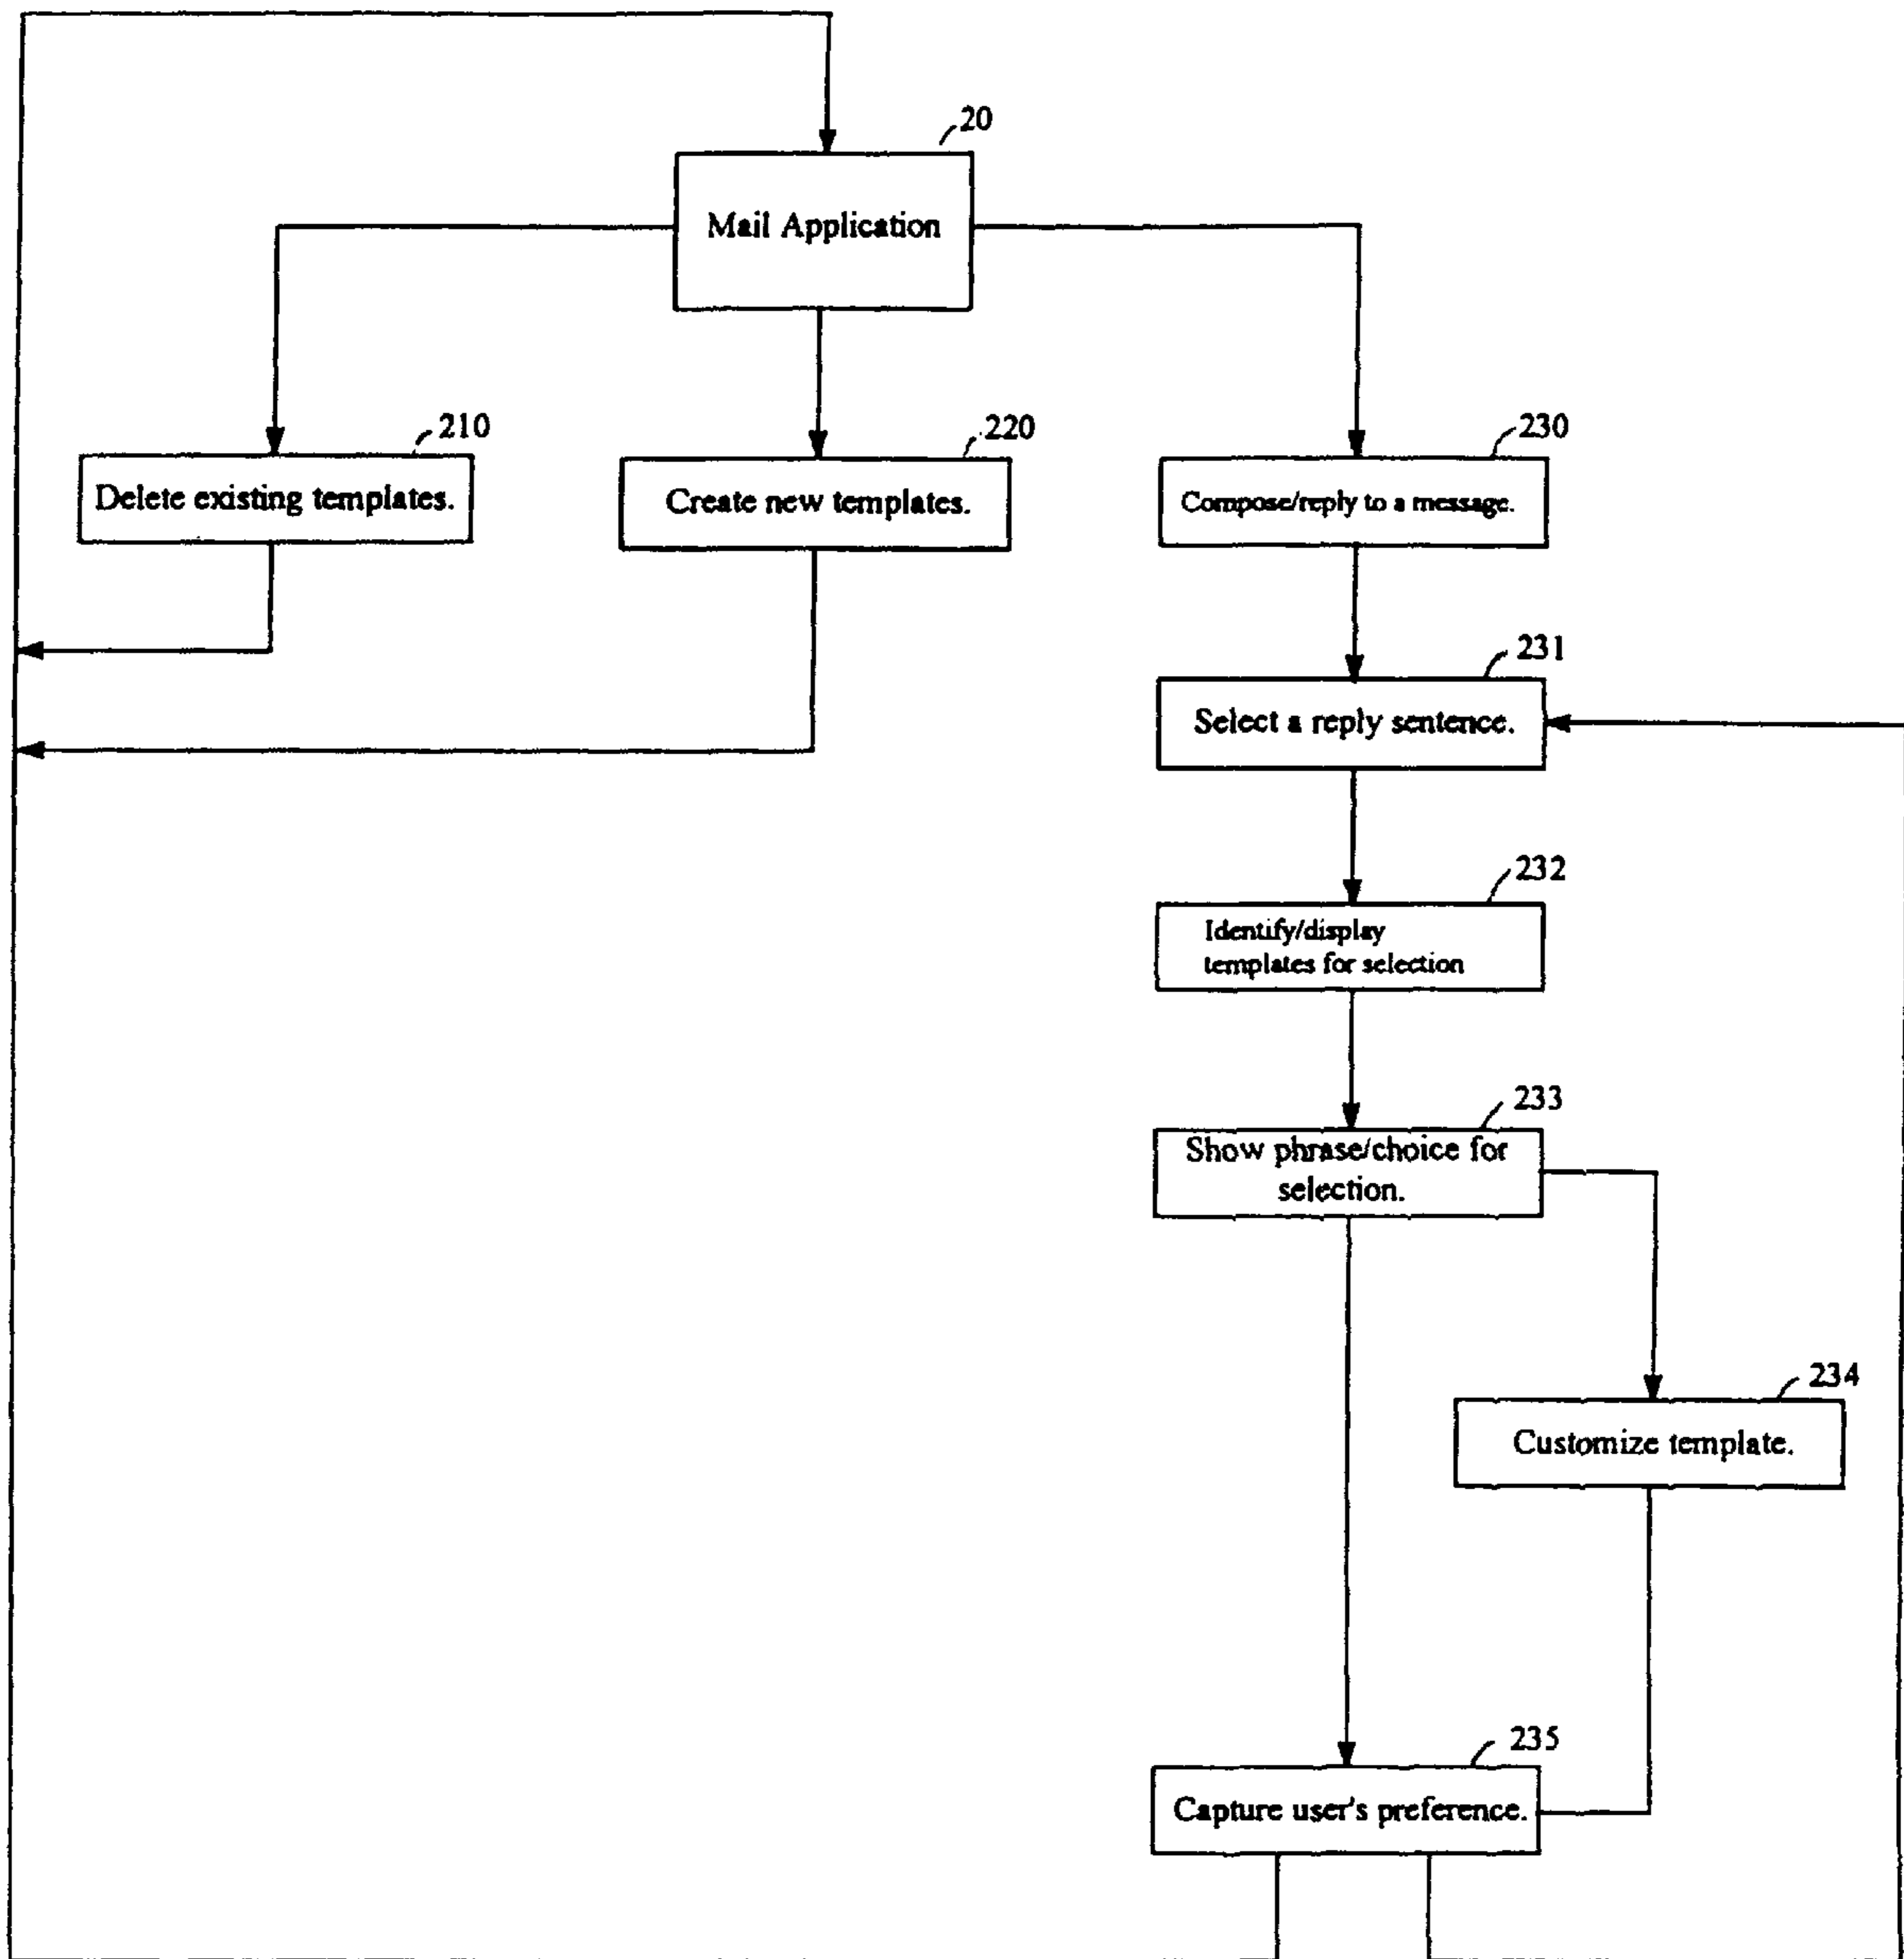 20
Mail Application
210
Delete existing templates.
220
Create new templates.
230
Compose/reply to a message.
231
Select a reply sentence.
232
Identify/display
templates for selection
233
Show phrase/choice for
selection.
234
Customize template.
235
Capture user's preference.